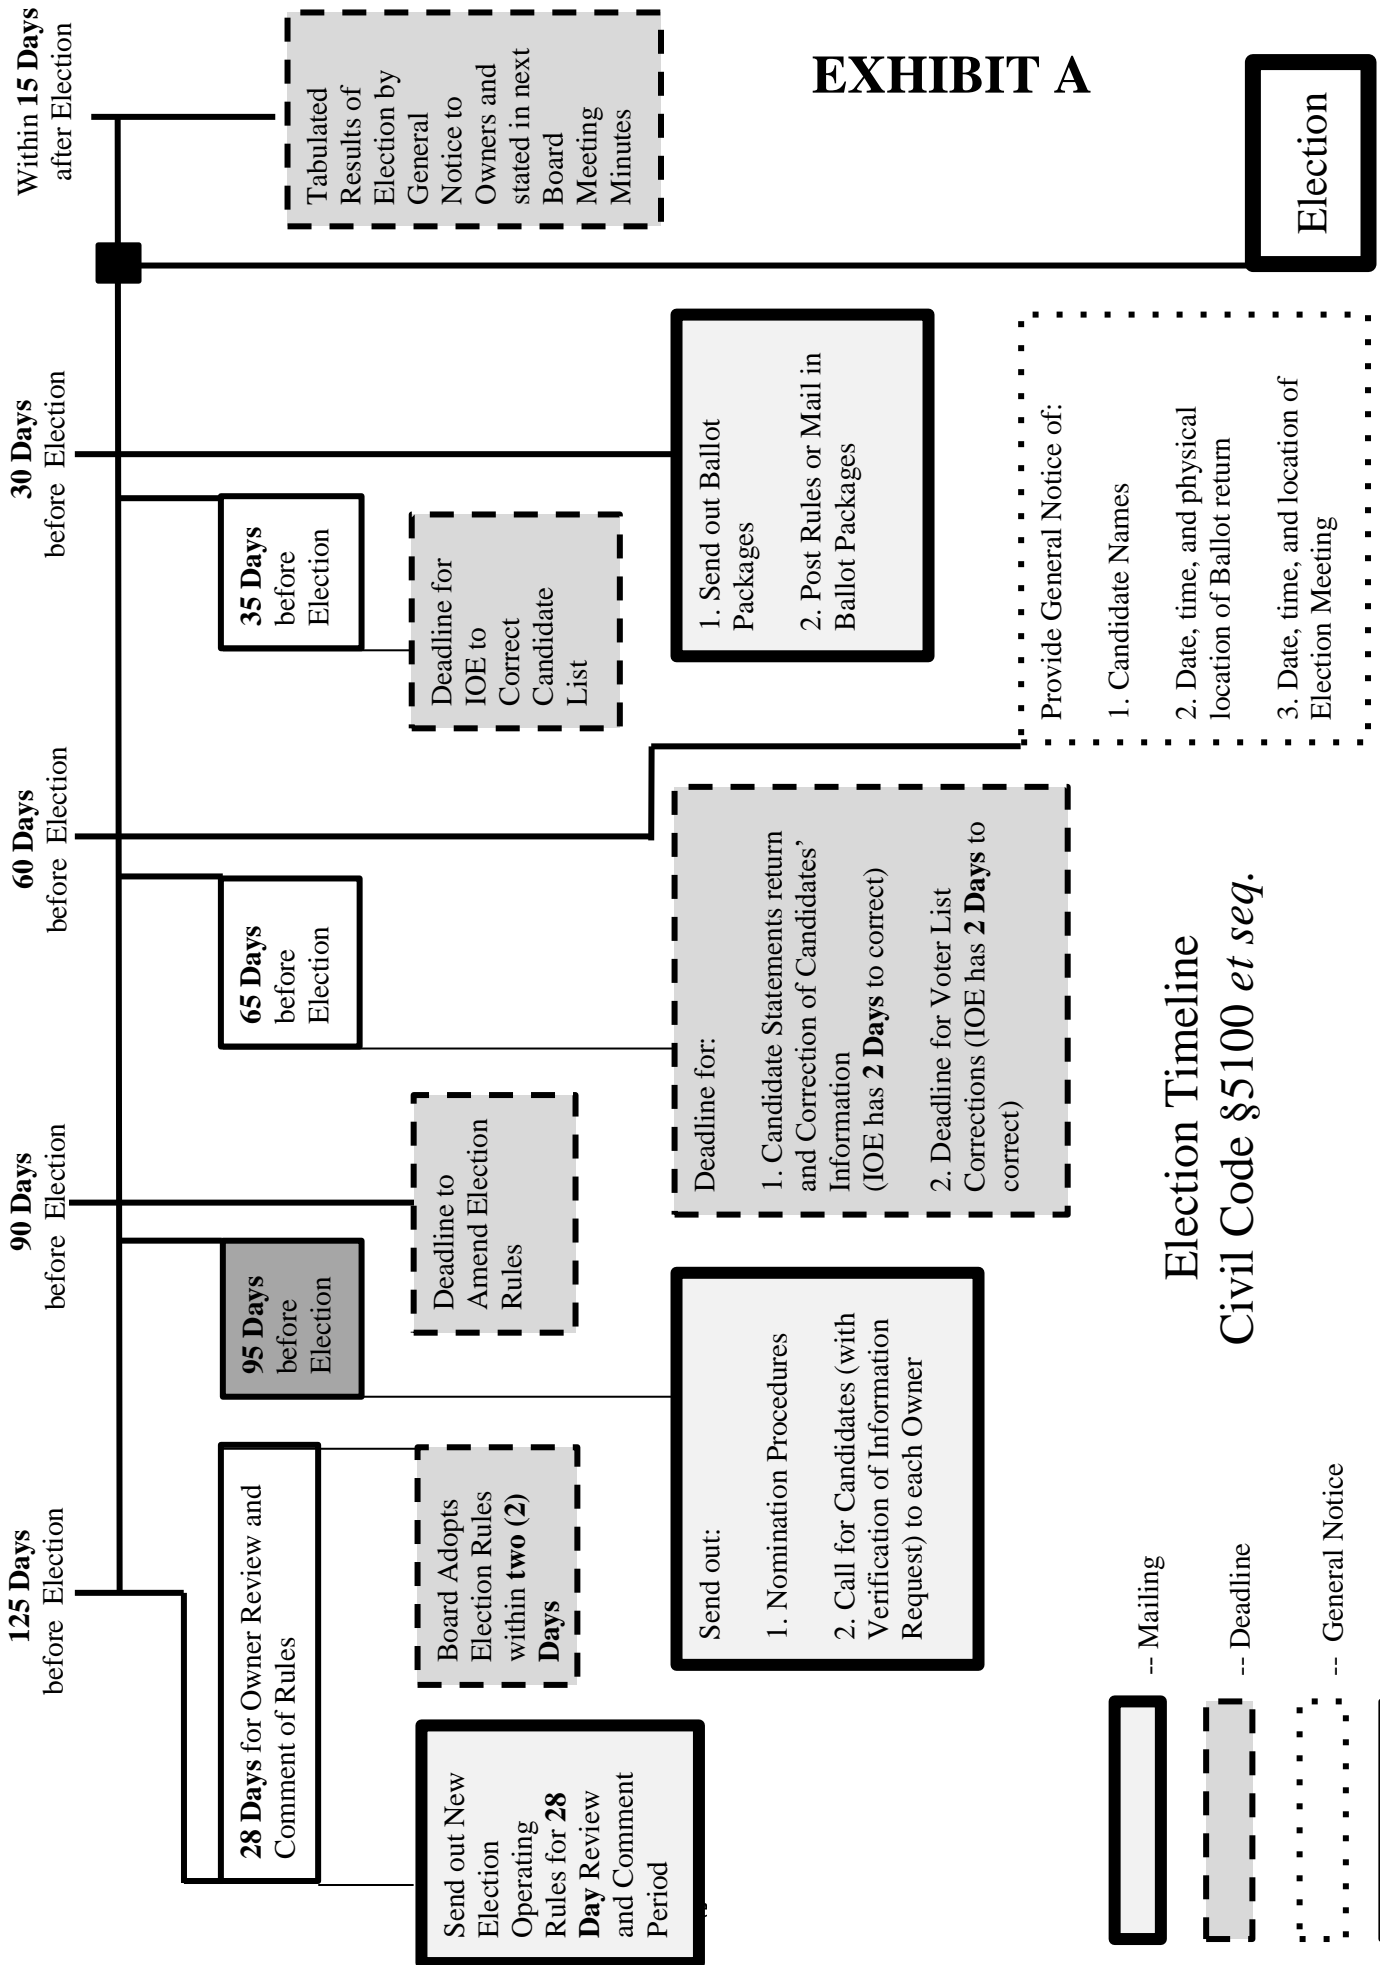 EXHIBIT A
125 Days
before Election
90 Days
before Election
60 Days
before Election
30 Days
before Election
Within 15 Days
after Election
28 Days for Owner Review and
Comment of Rules
95 Days
before
Election
65 Days
before
Election
35 Days
before
Election
Send out New
Election
Operating
Rules for 28
Day Review
and Comment
Period
Board Adopts
Election Rules
within two (2)
Days
Deadline to
Amend Election
Rules
Deadline for
IOE to
Correct
Candidate
List
Tabulated
Results of
Election by
General
Notice to
Owners and
stated in next
Board
Meeting
Minutes
Send out:
1. Nomination Procedures
2. Call for Candidates (with
Verification of Information
Request) to each Owner
Deadline for:
1. Candidate Statements return
and Correction of Candidates’
Information
(IOE has 2 Days to correct)
2. Deadline for Voter List
Corrections (IOE has 2 Days to
correct)
1. Send out Ballot
Packages
2. Post Rules or Mail in
Ballot Packages
Provide General Notice of:
1. Candidate Names
2. Date, time, and physical
location of Ballot return
3. Date, time, and location of
Election Meeting
Election
Election Timeline
Civil Code §5100 et seq.
-- Mailing
-- Deadline
-- General Notice